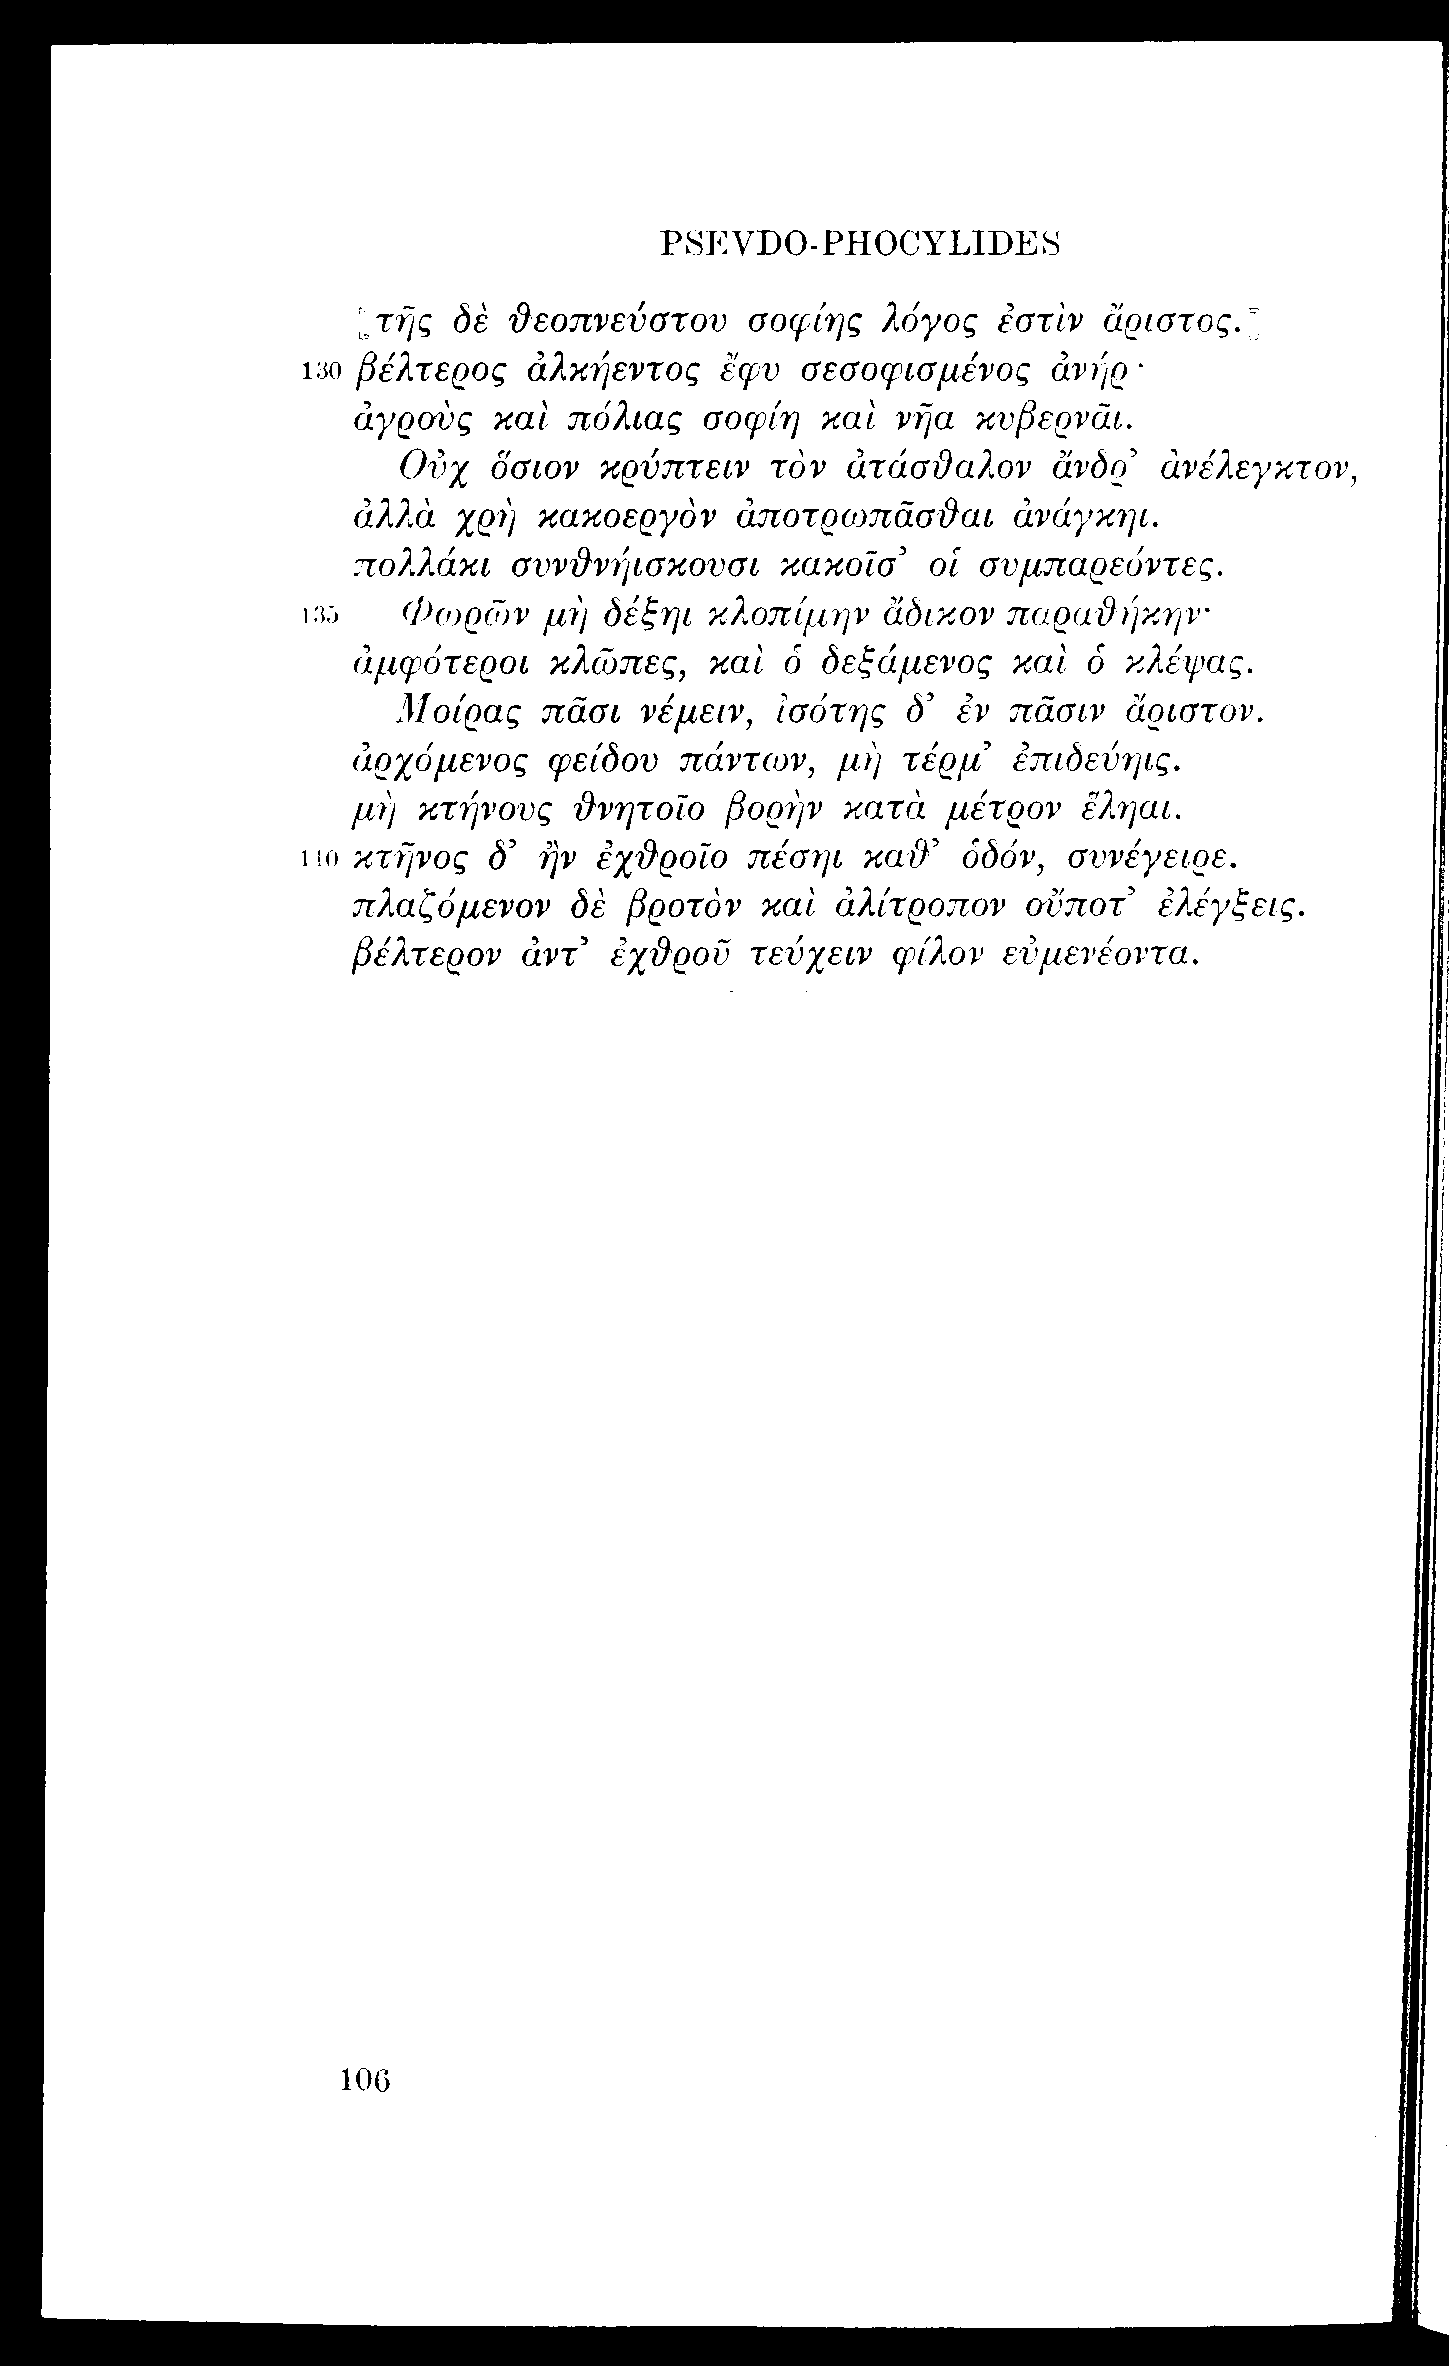 PSEVDO-PHOCYLIDES
[τῆς δὲ θεοπνεύστου σοφίης λόγος ἐστὶν ἄριστος.]
130 βέλτερος ἀλκήεντος ἔφυ σεσοφισμένος ἀνήρ·
ἀγροὺς καὶ πόλιας σοφίη καὶ νῆα κυβερνᾶι.
Οὐχ ὅσιον κρύπτειν τὸν ἀτάσθαλον ἄνδρ’ ἀνέλεγκτον,
ἀλλὰ χρὴ κακοεργὸν ἀποτρωπᾶσθαι ἀνάγκηι.
πολλάκι συνθνήισκουσι κακοῖσ’ οἱ συμπαρεόντες.
135 Φωρῶν μὴ δέξηι κλοπίμην ἄδικον παραθήκην·
ἀμφότεροι κλῶπες, καὶ ὁ δεξάμενος καὶ ὁ κλέψας.
Μοίρας πᾶσι νέμειν, ἰσότης δ’ ἐν πᾶσιν ἄριστον.
ἀρχόμενος φείδου πάντων, μὴ τέρμ’ ἐπιδεύηις.
μὴ κτήνους θνητοῖο βορὴν κατὰ μέτρον ἕληαι.
140 κτῆνος δ’ ἢν ἐχθροῖο πέσηι καθ’ ὁδόν, συνέγειρε.
πλαζόμενον δὲ βροτὸν καὶ ἀλίτροπον οὔποτ’ ἐλέγξεις.
βέλτερον ἀντ’ ἐχθροῦ τεύχειν φίλον εὐμενέοντα.
106